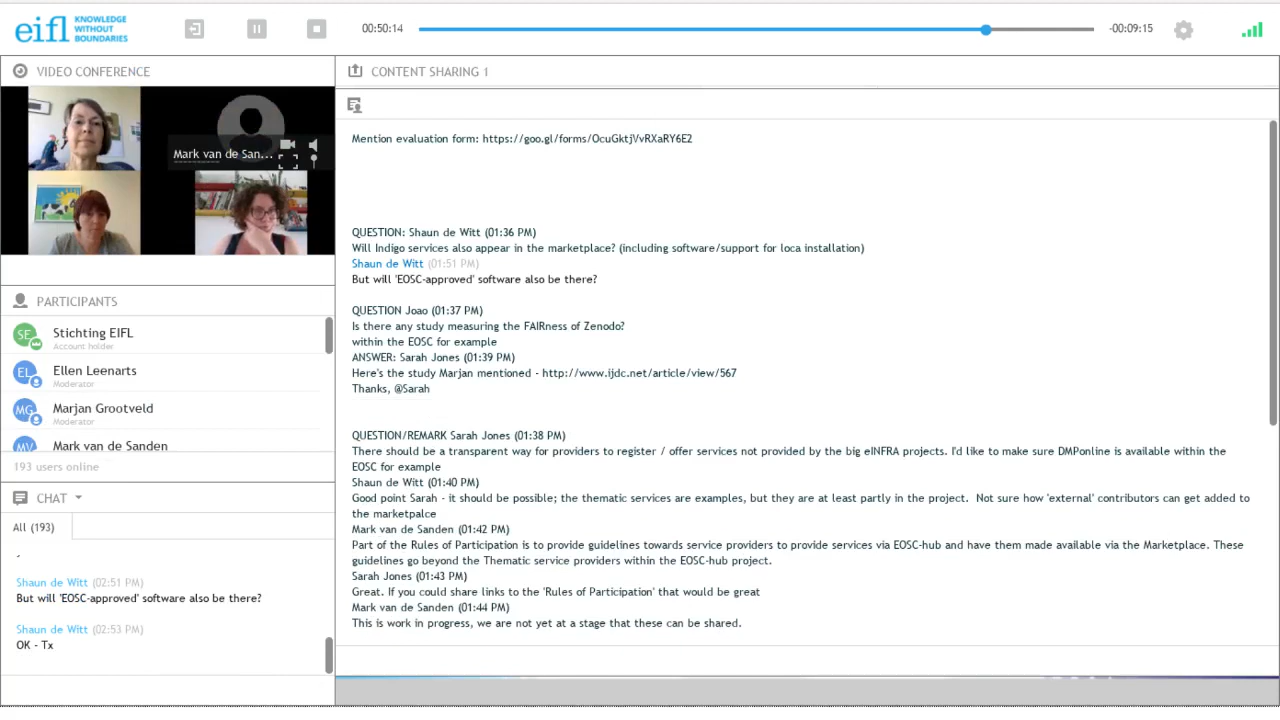 eifl KNOWLEDGE
WITHOUT
BOUNDARIES
00:50:14
-00:09:15
VIDEO CONFERENCE
Mark van de San...
PARTICIPANTS
SE Stichting EIFL
Account holder
EL Ellen Leenarts
Moderator
MG Marjan Grootveld
Moderator
MV Mark van de Sanden
193 users online
CHAT
All (193)
Shaun de Witt (02:51 PM)
But will 'EOSC-approved' software also be there?
Shaun de Witt (02:53 PM)
OK - Tx
CONTENT SHARING 1
Mention evaluation form: https://goo.gl/forms/OcuGktjVvRXaRY6E2
QUESTION: Shaun de Witt (01:36 PM)
Will Indigo services also appear in the marketplace? (including software/support for loca installation)
Shaun de Witt (01:51 PM)
But will 'EOSC-approved' software also be there?
QUESTION Joao (01:37 PM)
Is there any study measuring the FAIRness of Zenodo?
within the EOSC for example
ANSWER: Sarah Jones (01:39 PM)
Here's the study Marjan mentioned - http://www.ijdc.net/article/view/567
Thanks, @Sarah
QUESTION/REMARK Sarah Jones (01:38 PM)
There should be a transparent way for providers to register / offer services not provided by the big eINFRA projects. I'd like to make sure DMPonline is available within the
EOSC for example
Shaun de Witt (01:40 PM)
Good point Sarah - it should be possible; the thematic services are examples, but they are at least partly in the project. Not sure how 'external' contributors can get added to
the marketpalce
Mark van de Sanden (01:42 PM)
Part of the Rules of Participation is to provide guidelines towards service providers to provide services via EOSC-hub and have them made available via the Marketplace. These
guidelines go beyond the Thematic service providers within the EOSC-hub project.
Sarah Jones (01:43 PM)
Great. If you could share links to the 'Rules of Participation' that would be great
Mark van de Sanden (01:44 PM)
This is work in progress, we are not yet at a stage that these can be shared.